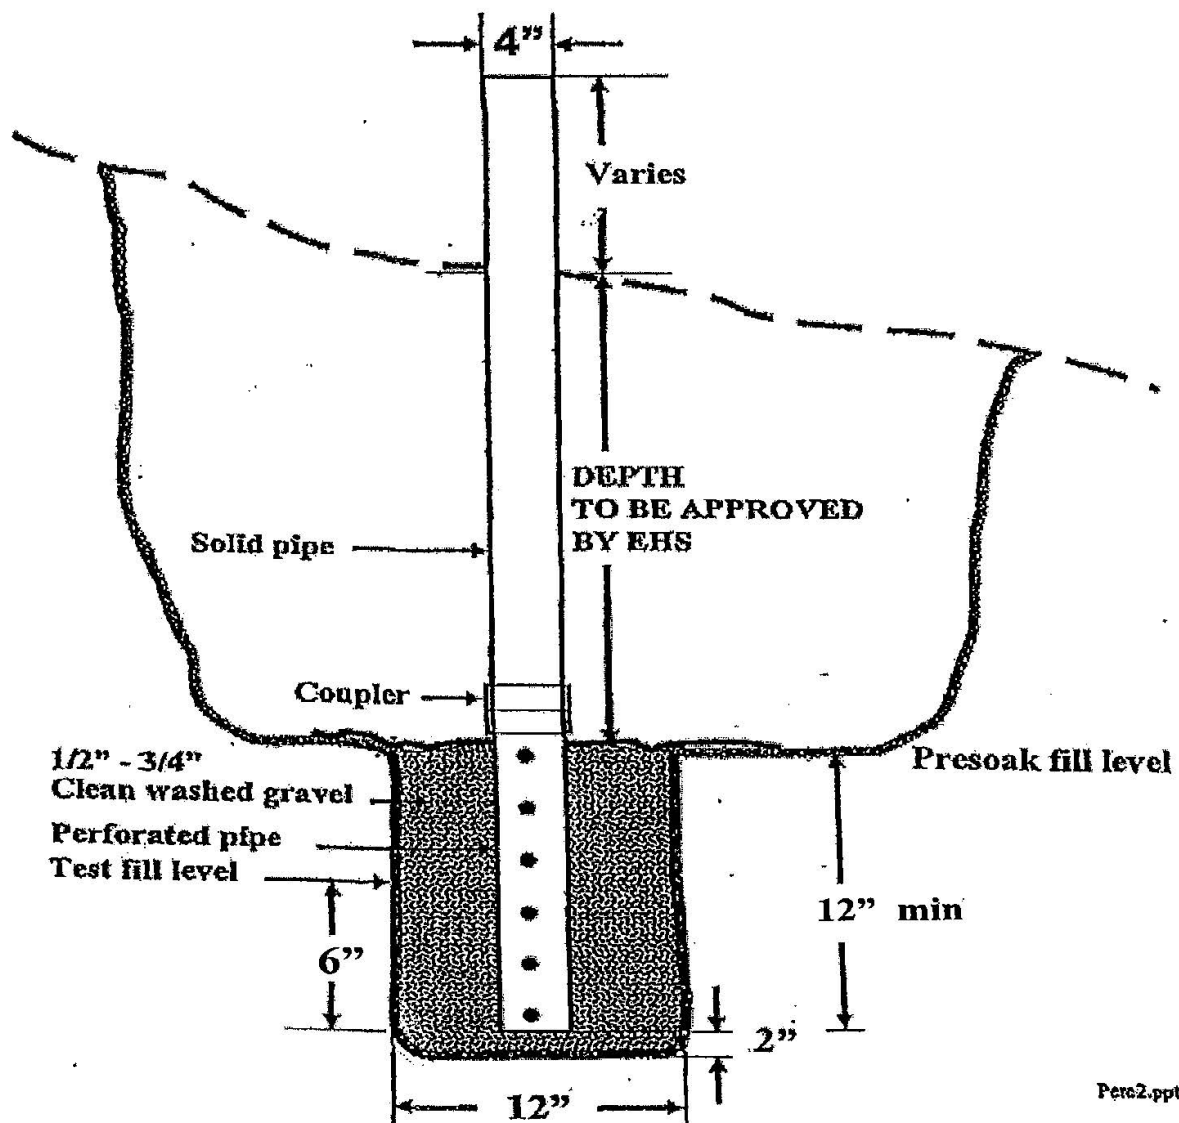 4”
Varies
DEPTH
TO BE APPROVED
BY EHS
Solid pipe
Coupler
1/2” - 3/4”
Clean washed gravel
Perforated pipe
Test fill level
Presoak fill level
12” min
6”
2”
12”
Perc2.ppt